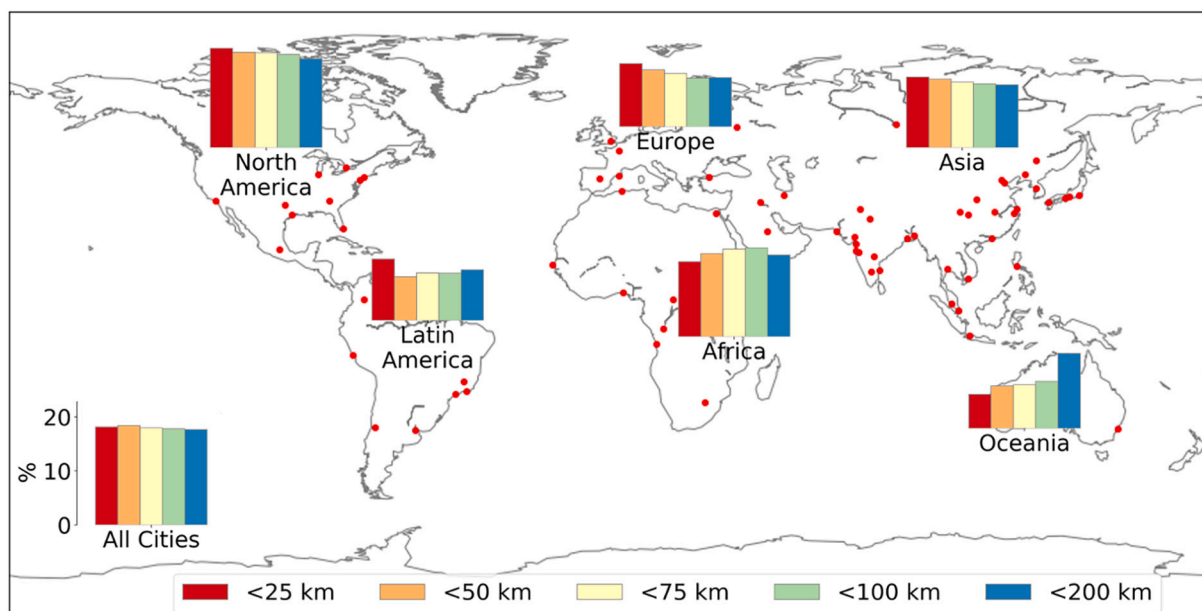 North
America
Europe
Asia
Latin
America
Africa
Oceania
20
10
0
%
All Cities
<25 km
<50 km
<75 km
<100 km
<200 km